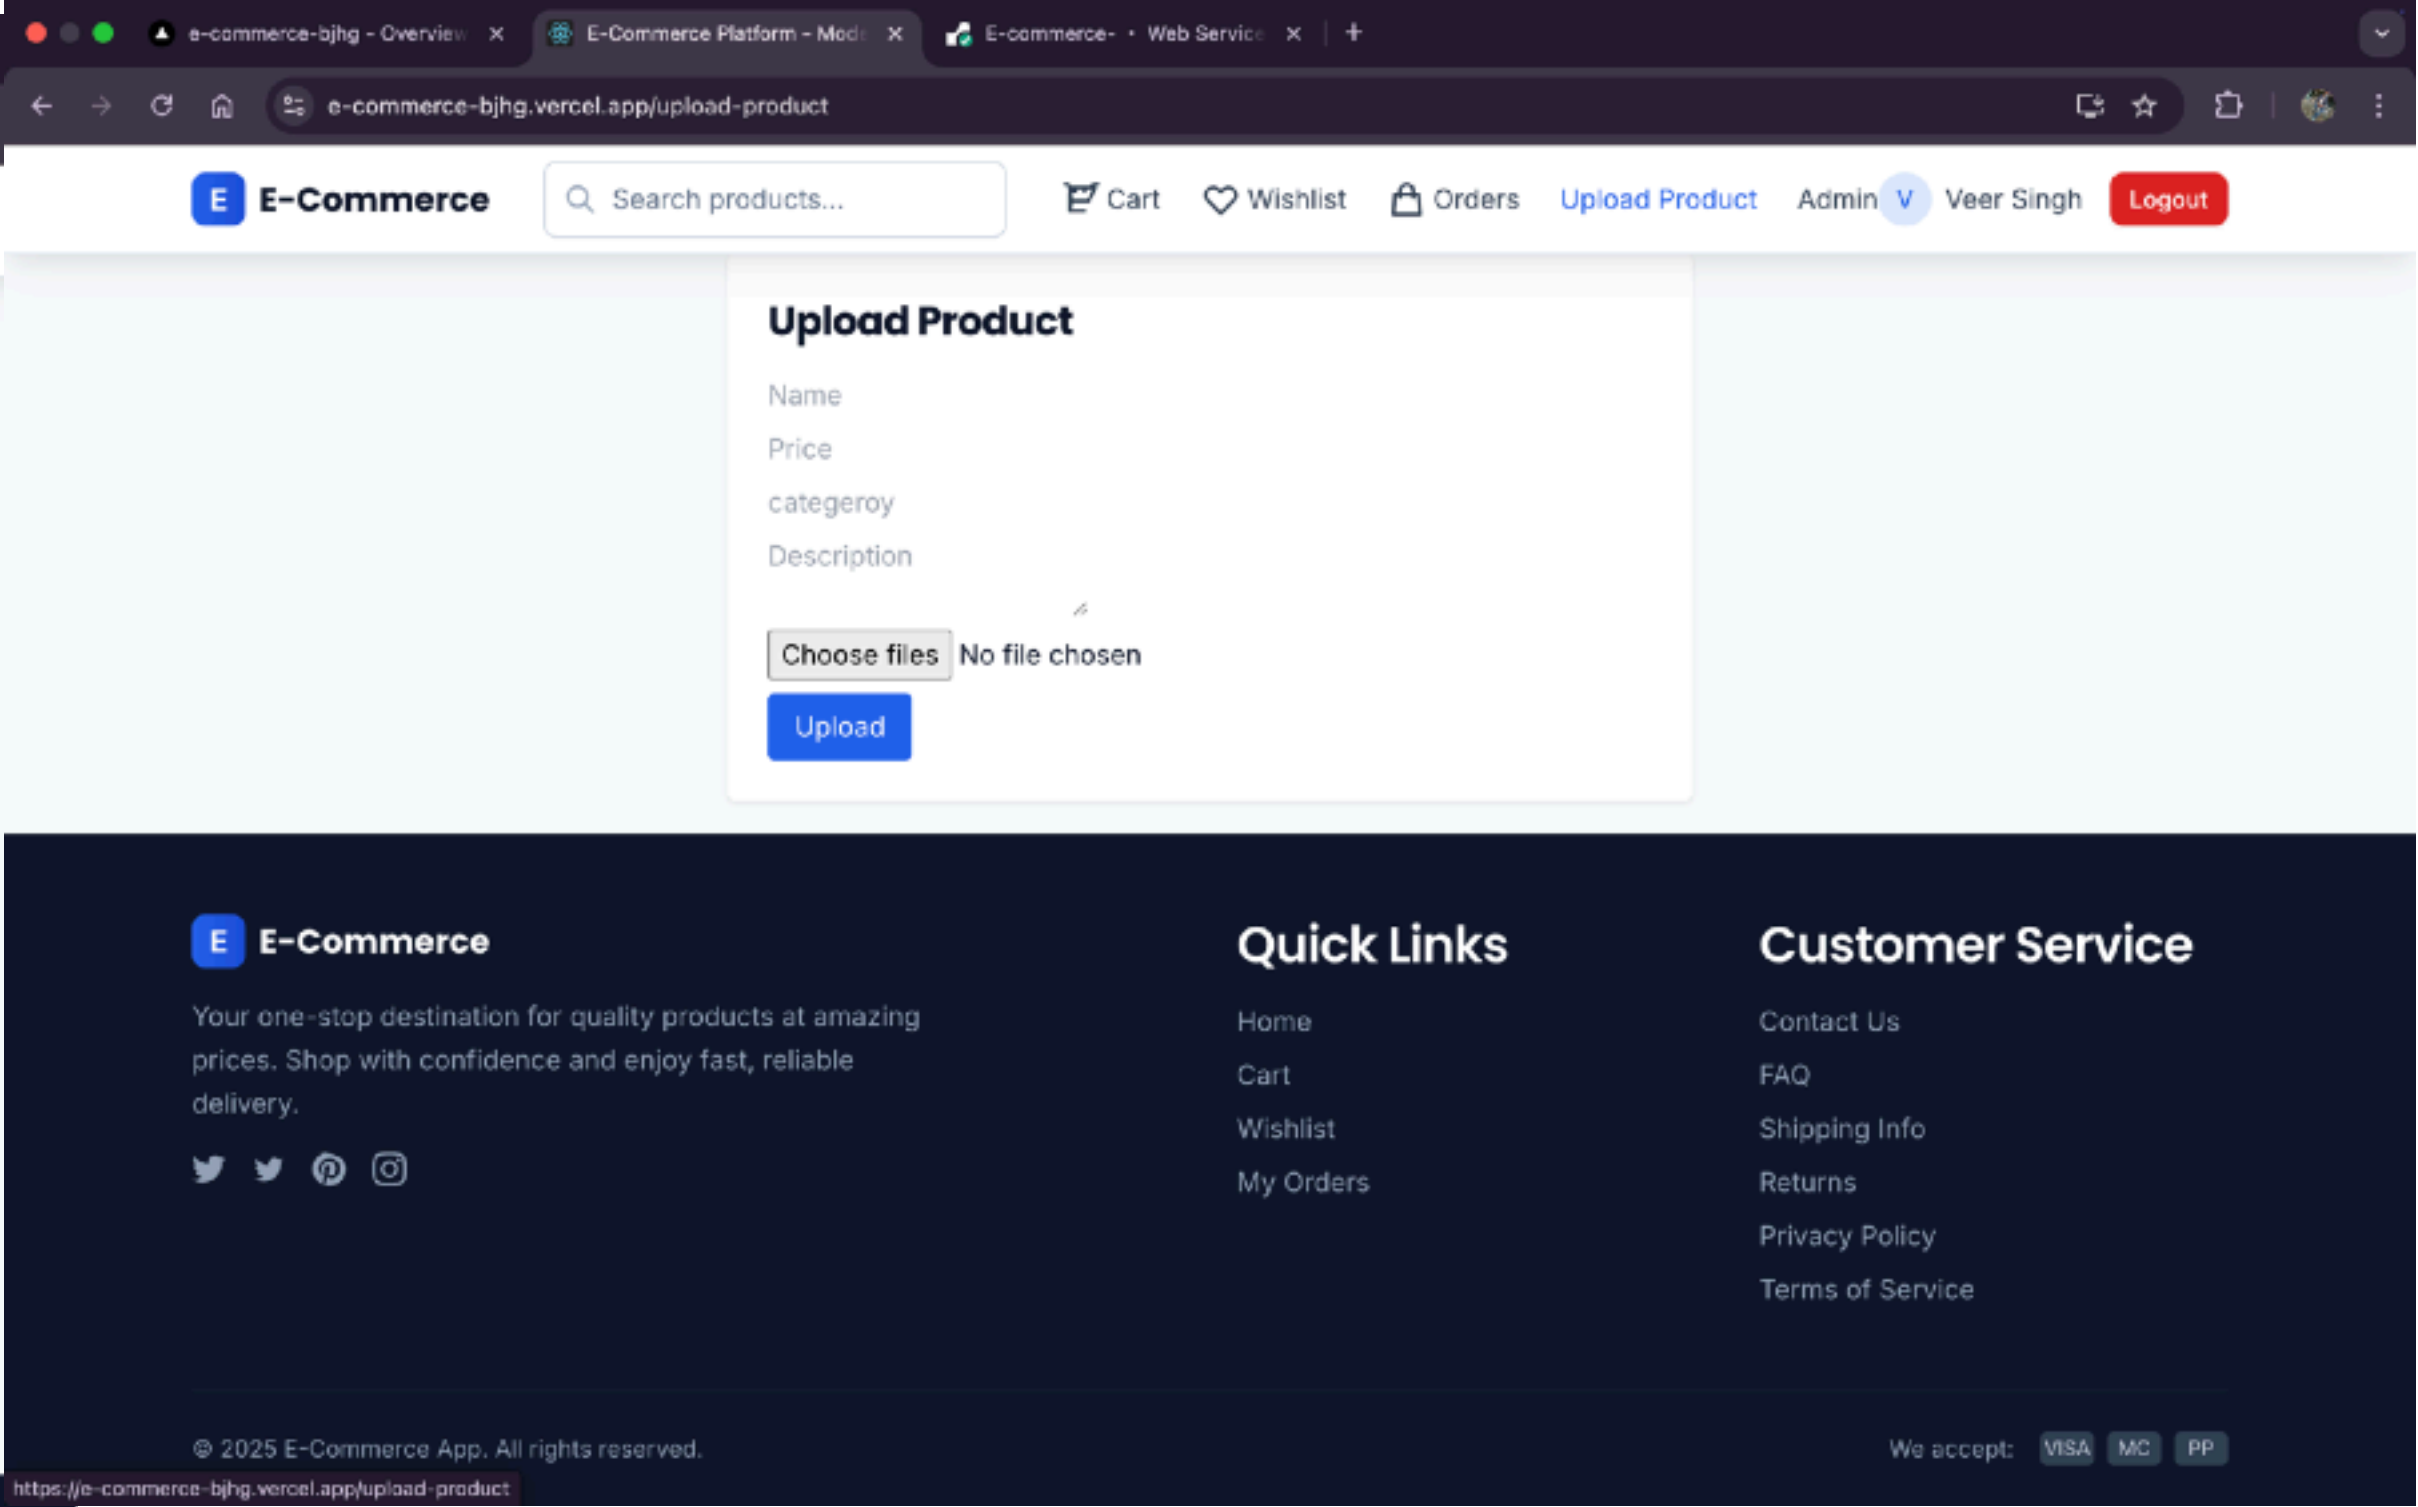 e-commerce-bjhg - Overview
E-Commerce Platform - Mod
E-commerce- • Web Service
e-commerce-bjhg.vercel.app/upload-product
E E-Commerce
Search products...
Cart
Wishlist
Orders
Upload Product
Admin
V
Veer Singh
Logout
Upload Product
Name
Price
categeroy
Description
Choose files No file chosen
Upload
E E-Commerce
Your one-stop destination for quality products at amazing
prices. Shop with confidence and enjoy fast, reliable
delivery.
Quick Links
Home
Cart
Wishlist
My Orders
Customer Service
Contact Us
FAQ
Shipping Info
Returns
Privacy Policy
Terms of Service
© 2025 E-Commerce App. All rights reserved.
We accept: VISA MC PP
https://e-commerce-bjhg.vercel.app/upload-product